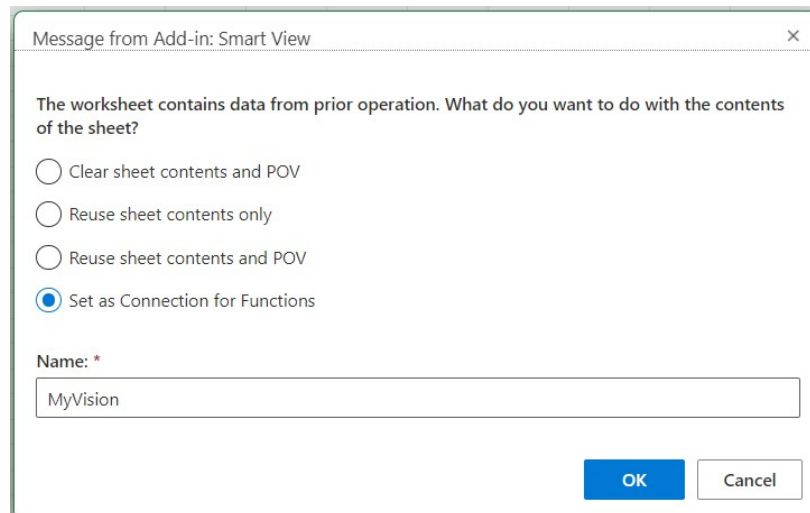 Message from Add-in: Smart View
The worksheet contains data from prior operation. What do you want to do with the contents
of the sheet?
Clear sheet contents and POV
Reuse sheet contents only
Reuse sheet contents and POV
Set as Connection for Functions
Name: *
MyVision
OK Cancel